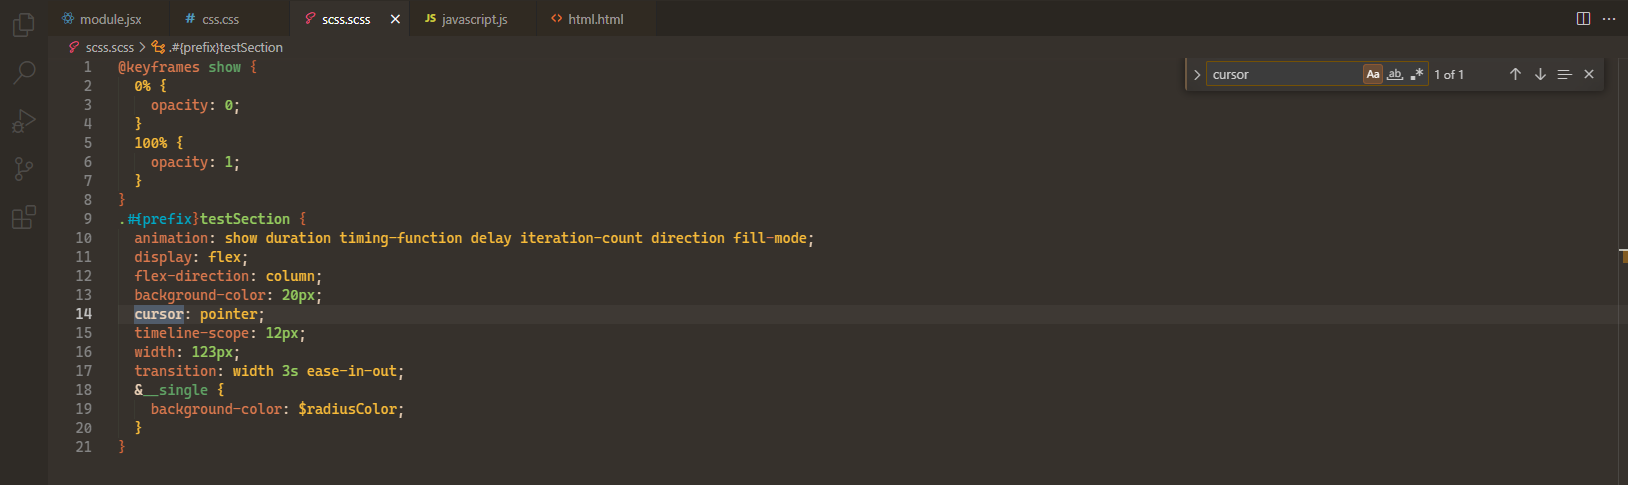 module.jsx # css.css scss.scss × JS javascript.js <> html.html ···
scss.scss > .#{prefix}testSection
> cursor Aa ab .* 1 of 1 ↑ ↓ ×
1 @keyframes show {
2 0% {
3 opacity: 0;
4 }
5 100% {
6 opacity: 1;
7 }
8 }
9 .#{prefix}testSection {
10 animation: show duration timing-function delay iteration-count direction fill-mode;
11 display: flex;
12 flex-direction: column;
13 background-color: 20px;
14 cursor: pointer;
15 timeline-scope: 12px;
16 width: 123px;
17 transition: width 3s ease-in-out;
18 &__single {
19 background-color: $radiusColor;
20 }
21 }